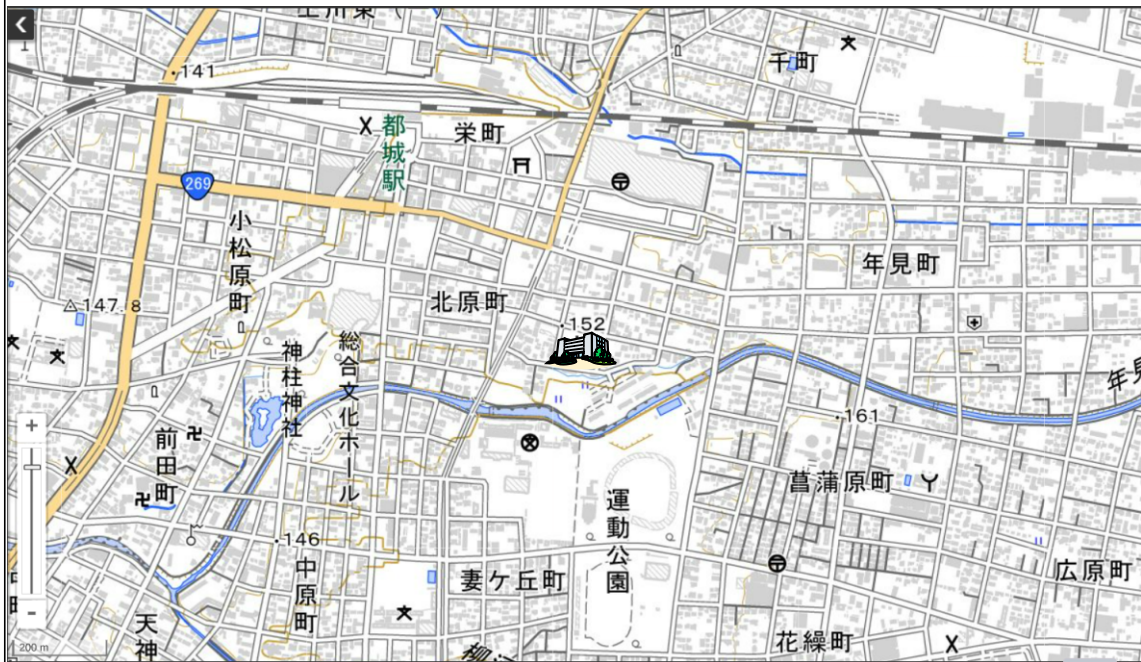 141
千町
栄町
都城駅
269
小松原町
年見町
147.8
北原町
152
神柱神社
総合文化ホール
161
前田町
菖蒲原町
運動公園
146
中原町
妻ケ丘町
広原町
天神
花繰町
200 m